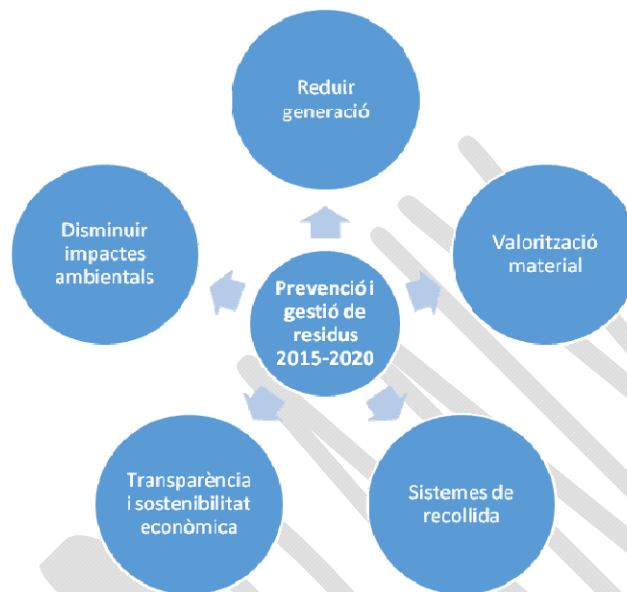 Reduir
generació
Disminuir
impactes
ambientals
Valorització
material
Prevenció i
gestió de
residus
2015-2020
Transparència
i sostenibilitat
econòmica
Sistemes de
recollida